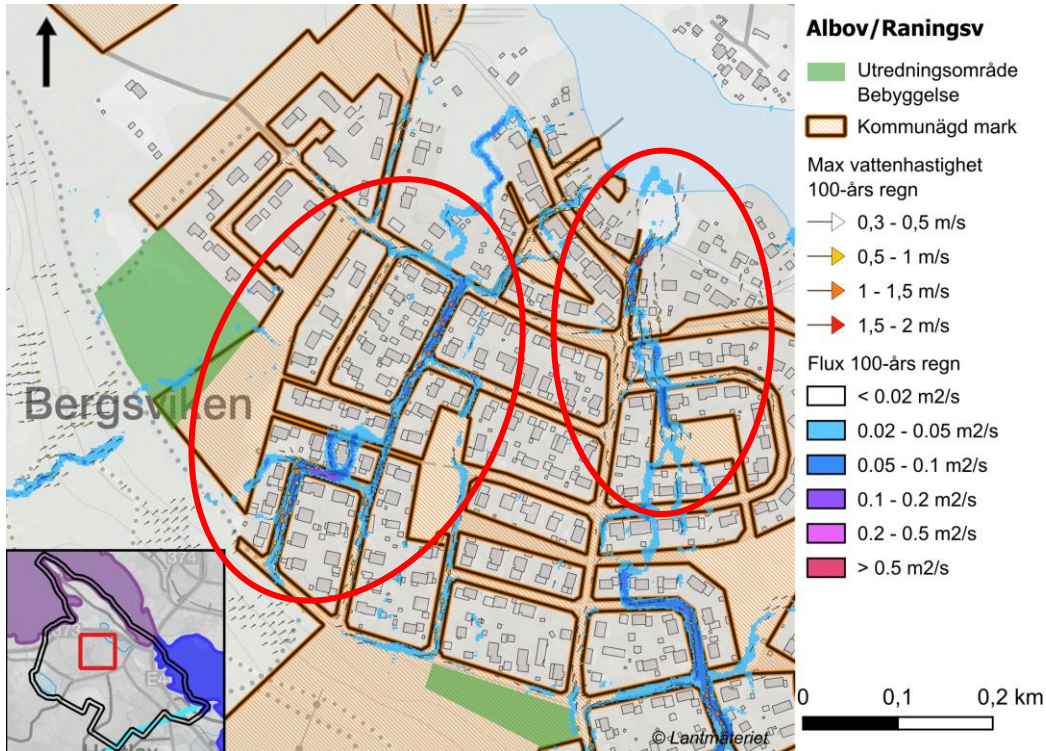 Albov/Raningsv
Utredningsområde
Bebyggelse
Kommunägd mark
Max vattenhastighet
100-års regn
0,3 - 0,5 m/s
0,5 - 1 m/s
1 - 1,5 m/s
1,5 - 2 m/s
Flux 100-års regn
< 0.02 m2/s
0.02 - 0.05 m2/s
0.05 - 0.1 m2/s
0.1 - 0.2 m2/s
0.2 - 0.5 m2/s
> 0.5 m2/s
0 0,1 0,2 km
Bergsviken
374
373
E4
© Lantmäteriet